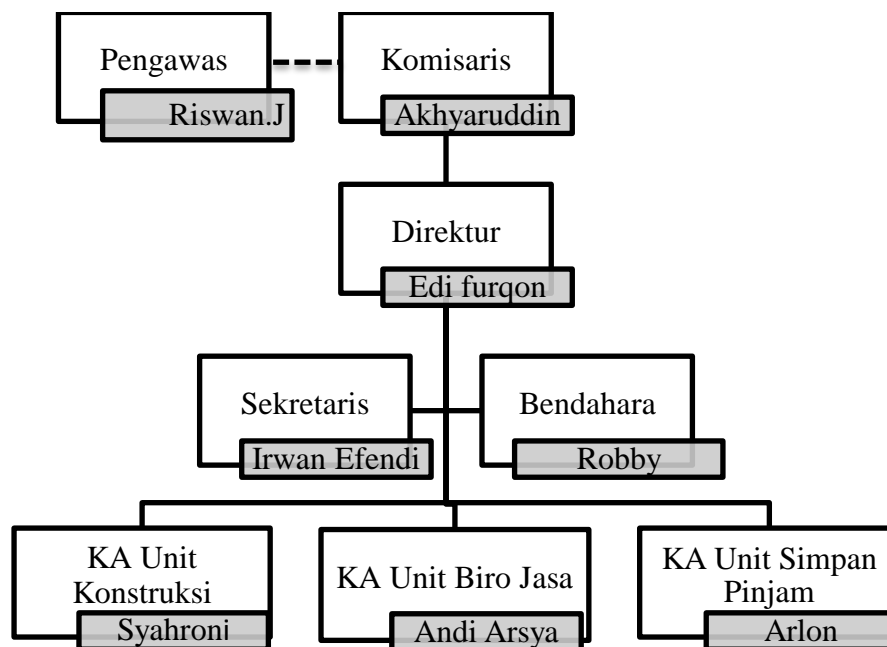 Pengawas
Riswan.J
Komisaris
Akhyaruddin
Direktur
Edi furqon
Sekretaris
Irwan Efendi
Bendahara
Robby
KA Unit
Konstruksi
Syahroni
KA Unit Biro Jasa
Andi Arsya
KA Unit Simpan
Pinjam
Arlon